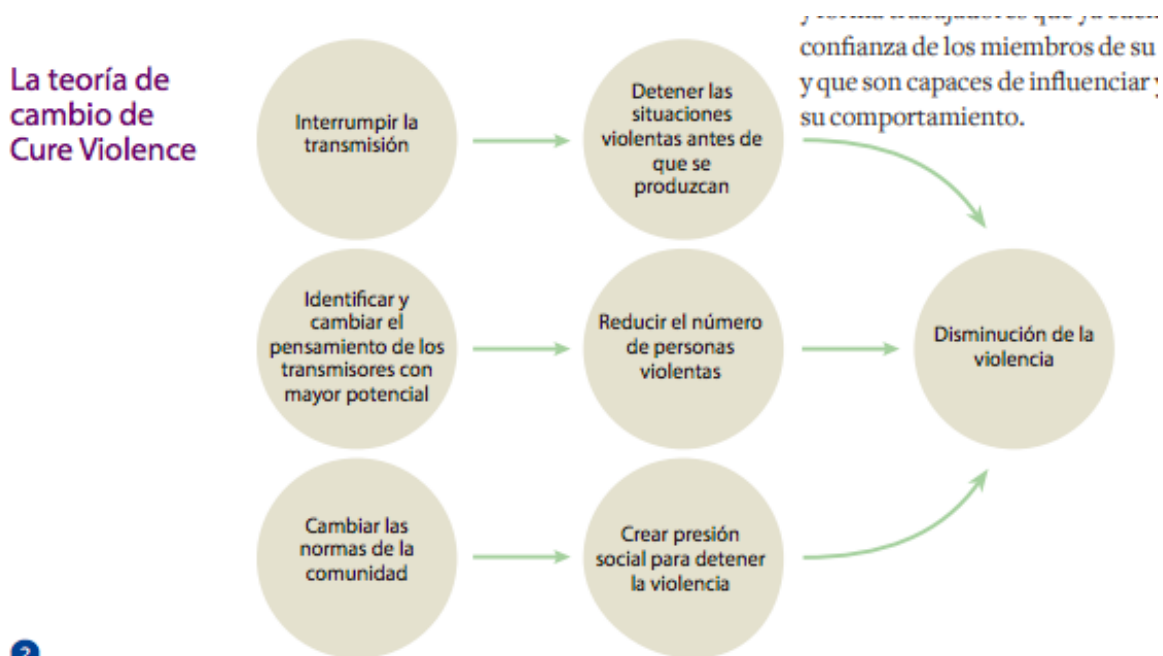 La teoría de
cambio de
Cure Violence
confianza de los miembros de su
y que son capaces de influenciar y
su comportamiento.
Interrumpir la
transmisión
Detener las
situaciones
violentas antes de
que se
produzcan
Identificar y
cambiar el
pensamiento de los
transmisores con
mayor potencial
Reducir el número
de personas
violentas
Disminución de la
violencia
Cambiar las
normas de la
comunidad
Crear presión
social para detener
la violencia
2